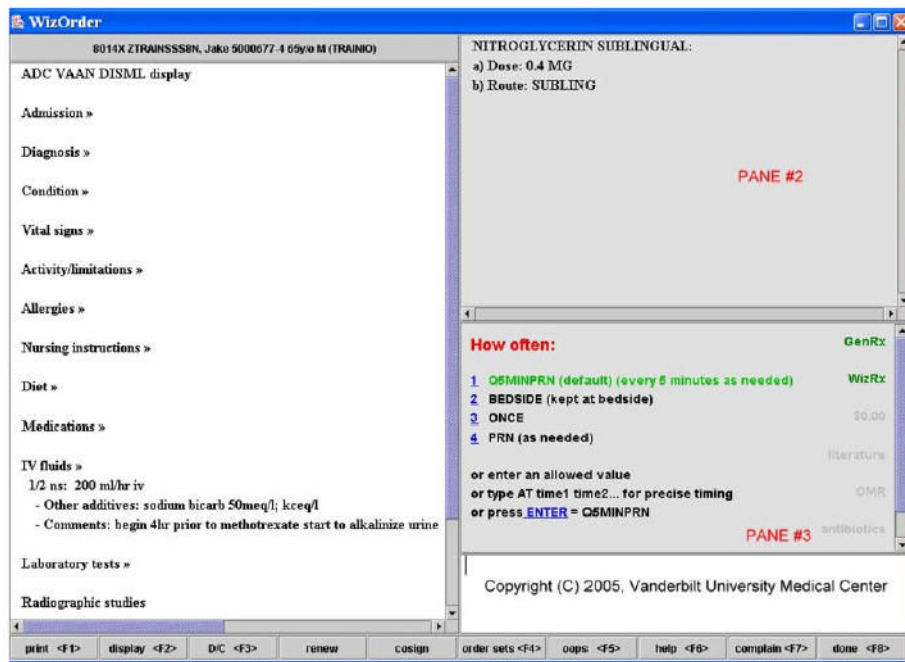 WizOrder
8014X ZTRAINSSS8N, Jake 5000677-4 65y/o M (TRAINIO)
ADC VAAN DISML display
Admission »
Diagnosis »
Condition »
Vital signs »
Activity/limitations »
Allergies »
Nursing instructions »
Diet »
Medications »
IV fluids »
1/2 ns: 200 ml/hr iv
- Other additives: sodium bicarb 50meq/l; kceq/l
- Comments: begin 4hr prior to methotrexate start to alkalinize urine
Laboratory tests »
Radiographic studies
NITROGLYCERIN SUBLINGUAL:
a) Dose: 0.4 MG
b) Route: SUBLING
PANE #2
How often:
1 Q5MINPRN (default) (every 5 minutes as needed)
2 BEDSIDE (kept at bedside)
3 ONCE
4 PRN (as needed)
or enter an allowed value
or type AT time1 time2... for precise timing
or press ENTER = Q5MINPRN
PANE #3
GenRx
WizRx
$0.00
literature
OMR
antibiotics
Copyright (C) 2005, Vanderbilt University Medical Center
print <F1> display <F2> D/C <F3> renew cosign order sets <F4> oops <F5> help <F6> complain <F7> done <F8>